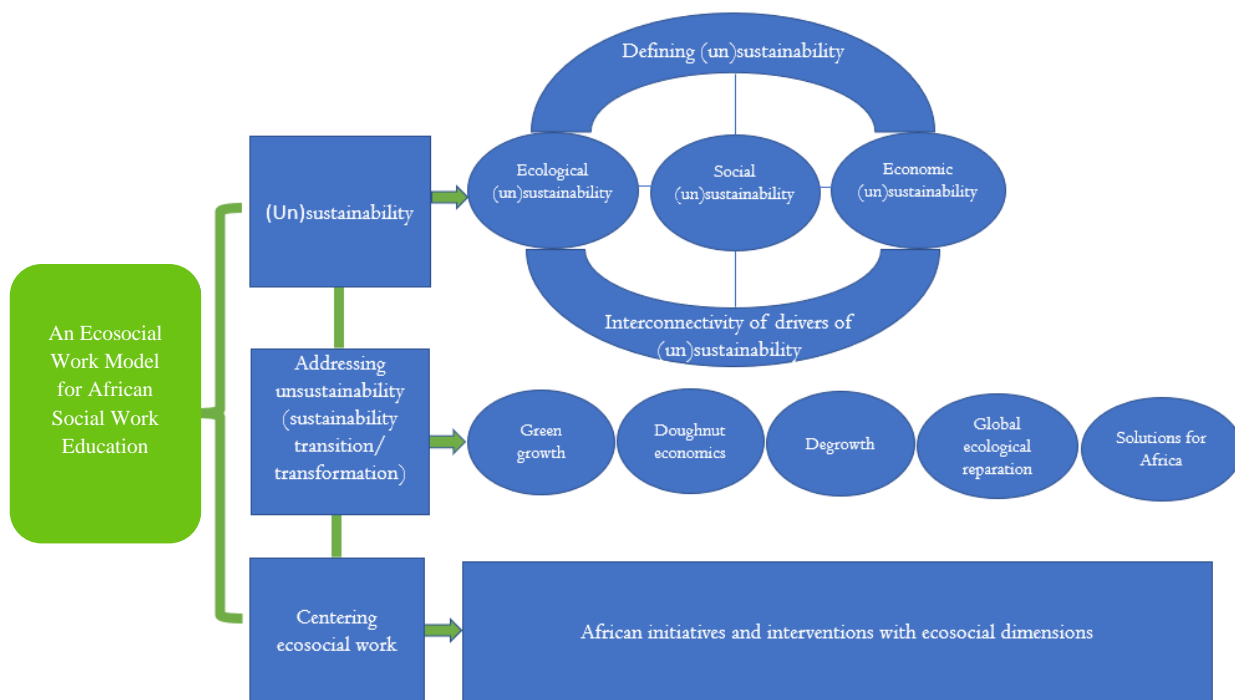 An Ecosocial
Work Model
for African
Social Work
Education
(Un)sustainability
Defining (un)sustainability
Ecological
(un)sustainability
Social
(un)sustainability
Economic
(un)sustainability
Interconnectivity of drivers of
(un)sustainability
Addressing
unsustainability
(sustainability
transition/
transformation)
Green
growth
Doughnut
economics
Degrowth
Global
ecological
reparation
Solutions for
Africa
Centering
ecosocial work
African initiatives and interventions with ecosocial dimensions